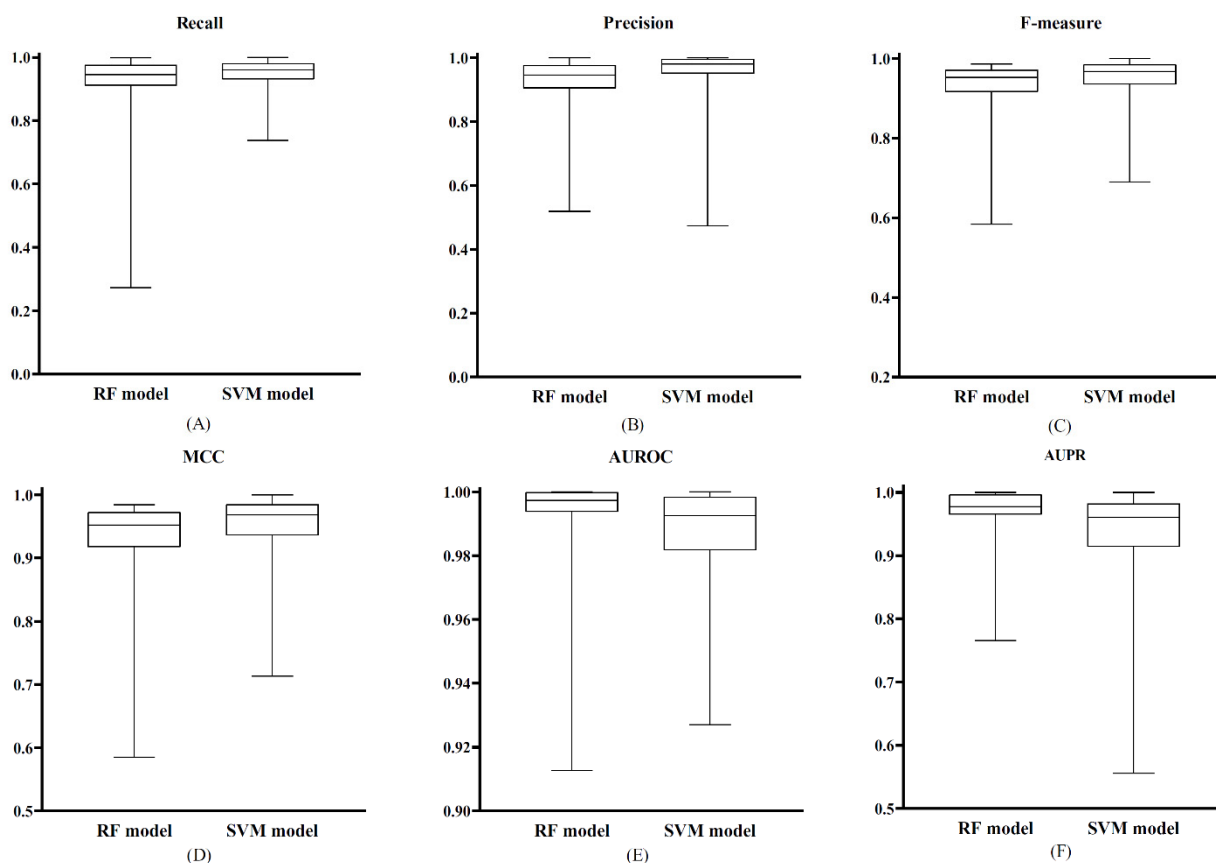 Recall
1.0
0.8
0.6
0.4
0.2
0.0
RF model
SVM model
(A)
Precision
1.0
0.8
0.6
0.4
0.2
0.0
RF model
SVM model
(B)
F-measure
1.0
0.8
0.6
0.4
0.2
RF model
SVM model
(C)
MCC
1.0
0.9
0.8
0.7
0.6
0.5
RF model
SVM model
(D)
AUROC
1.00
0.98
0.96
0.94
0.92
0.90
RF model
SVM model
(E)
AUPR
1.0
0.9
0.8
0.7
0.6
0.5
RF model
SVM model
(F)